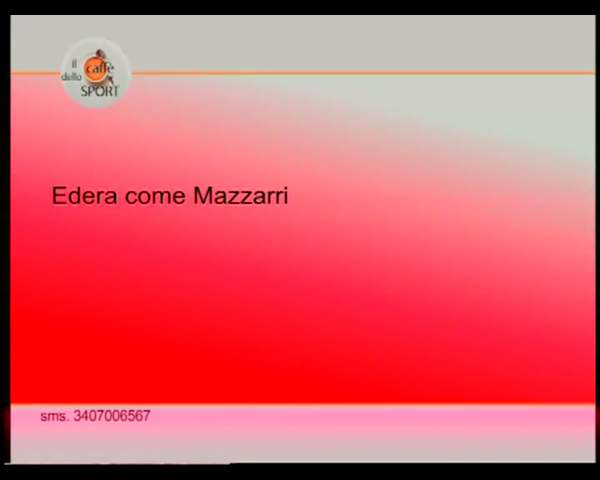 il
caffè
dello
SPORT
Edera come Mazzarri
sms. 3407006567